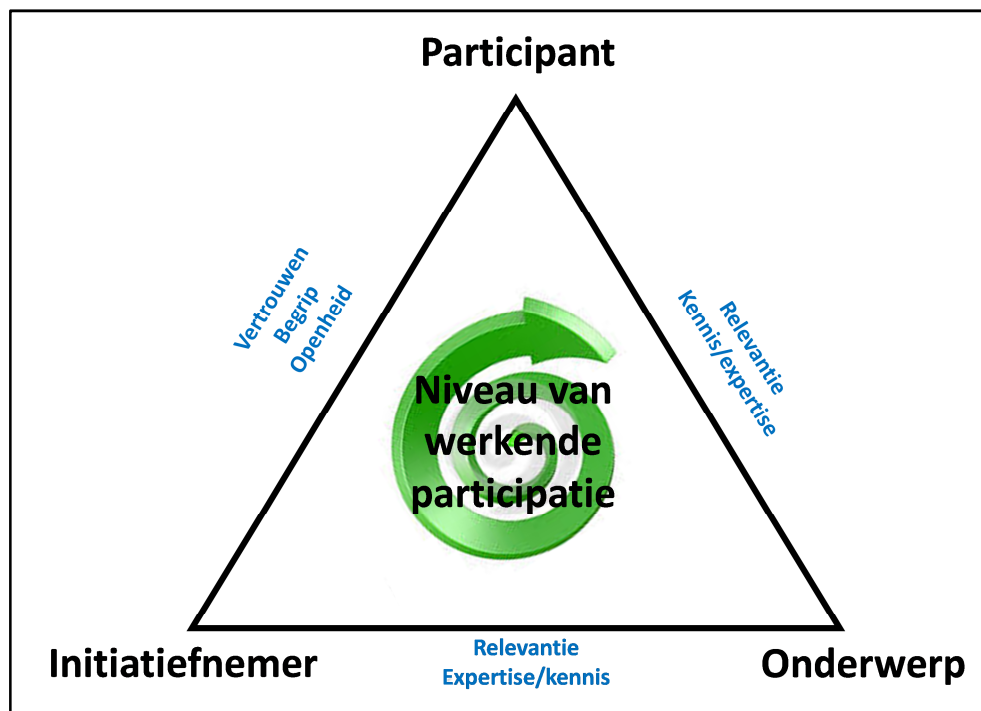 Participant
Vertrouwen
Begrip
Openheid
Relevantie
Kennis/expertise
Niveau van
werkende
participatie
Initiatiefnemer
Relevantie
Expertise/kennis
Onderwerp